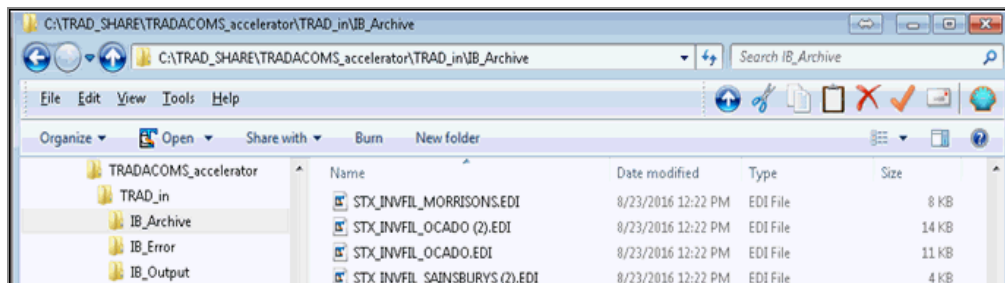 C:\TRAD_SHARE\TRADACOMS_accelerator\TRAD_in\IB_Archive
C:\TRAD_SHARE\TRADACOMS_accelerator\TRAD_in\IB_Archive Search IB_Archive
File Edit View Tools Help
Organize Open Share with Burn New folder
TRADACOMS_accelerator Name Date modified Type Size
TRAD_in STX_INVFIL_MORRISONS.EDI 8/23/2016 12:22 PM EDI File 8 KB
IB_Archive STX_INVFIL_OCADO (2).EDI 8/23/2016 12:22 PM EDI File 14 KB
IB_Error STX_INVFIL_OCADO.EDI 8/23/2016 12:22 PM EDI File 11 KB
IB_Output STX_INVFIL_SAINSBURYS (2).EDI 8/23/2016 12:22 PM EDI File 4 KB